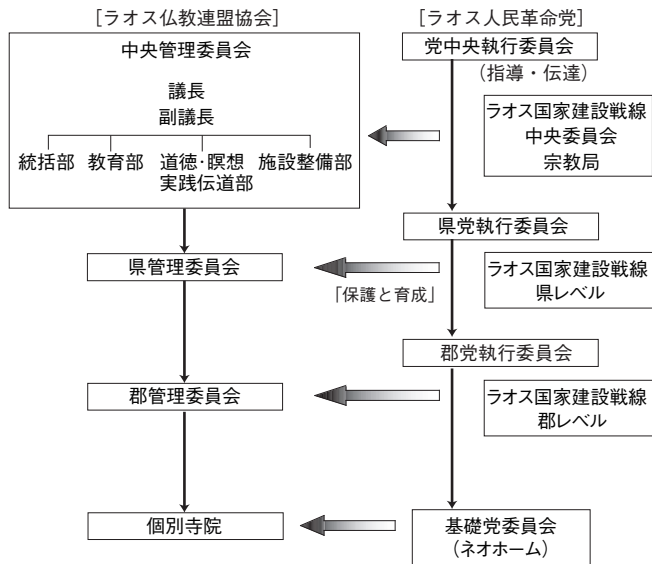 [ラオス仏教連盟協会]
中央管理委員会
議長
副議長
統括部
教育部
道徳・瞑想
実践伝道部
施設整備部
県管理委員会
郡管理委員会
個別寺院
「保護と育成」
[ラオス人民革命党]
党中央執行委員会
（指導・伝達）
ラオス国家建設戦線
中央委員会
宗教局
県党執行委員会
ラオス国家建設戦線
県レベル
郡党執行委員会
ラオス国家建設戦線
郡レベル
基礎党委員会
（ネオホーム）